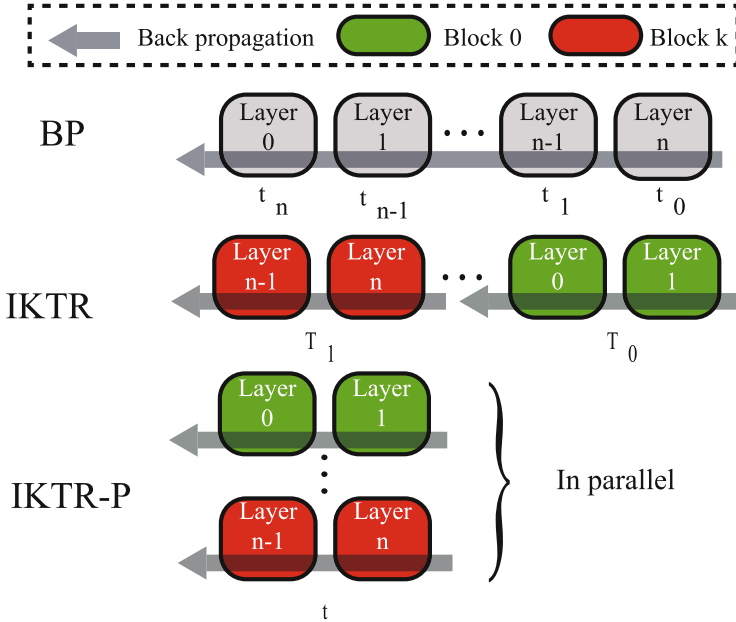 Back propagation Block 0 Block k
BP
Layer 0 Layer 1 ··· Layer n-1 Layer n
t n t n-1 t 1 t 0
IKTR
Layer n-1 Layer n ··· Layer 0 Layer 1
T 1 T 0
Layer 0 Layer 1
IKTR-P
In parallel
Layer n-1 Layer n
t